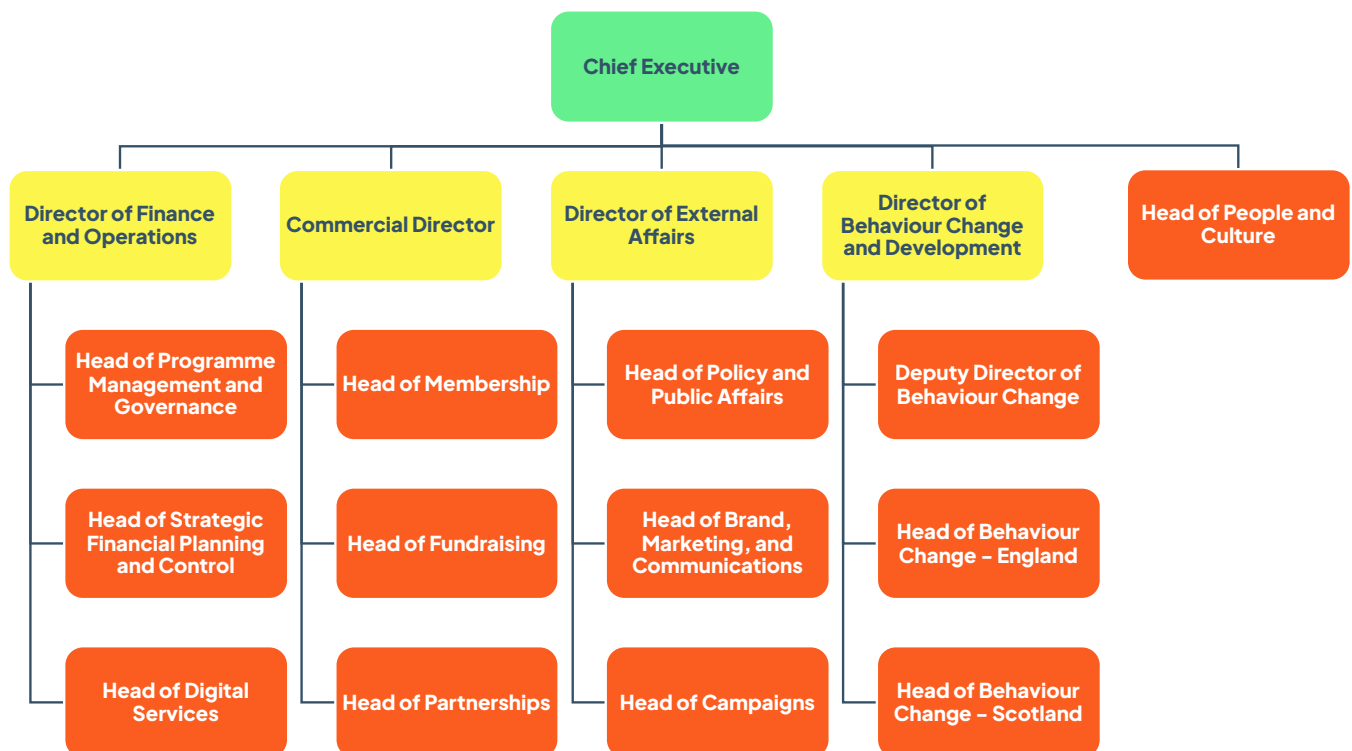 Chief Executive
Director of Finance
and Operations
Commercial Director
Director of External
Affairs
Director of
Behaviour Change
and Development
Head of People and
Culture
Head of Programme
Management and
Governance
Head of Membership
Head of Policy and
Public Affairs
Deputy Director of
Behaviour Change
Head of Strategic
Financial Planning
and Control
Head of Fundraising
Head of Brand,
Marketing, and
Communications
Head of Behaviour
Change – England
Head of Digital
Services
Head of Partnerships
Head of Campaigns
Head of Behaviour
Change – Scotland